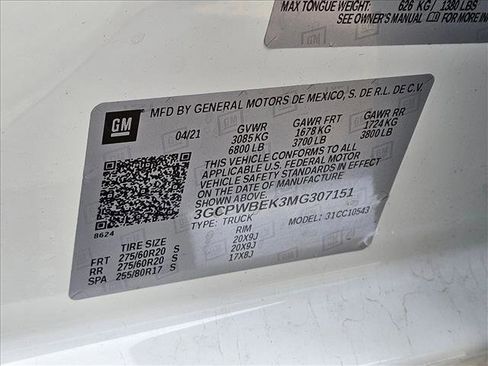 MAX TONGUE WEIGHT: 626 KG/ 1380 LBS
SEE OWNER'S MANUAL FOR MORE INFOR
GM
MFD BY GENERAL MOTORS DE MEXICO, S. DE R.L. DE C.V.
04/21 GVWR GAWR FRT GAWR RR
3085 KG 1678 KG 1724 KG
6800 LB 3700 LB 3800 LB
THIS VEHICLE CONFORMS TO ALL
APPLICABLE U.S. FEDERAL MOTOR
VEHICLE SAFETY STANDARDS IN EFFECT
ON THE DATE OF MANUFACTURE SHOWN ABOVE.
3GCPWBEK3MG307151
TYPE: TRUCK MODEL: 31CC10543
8624
TIRE SIZE RIM
FRT 275/60R20 S 20X9J
RR 275/60R20 S 20X9J
SPA 255/80R17 S 17X8J